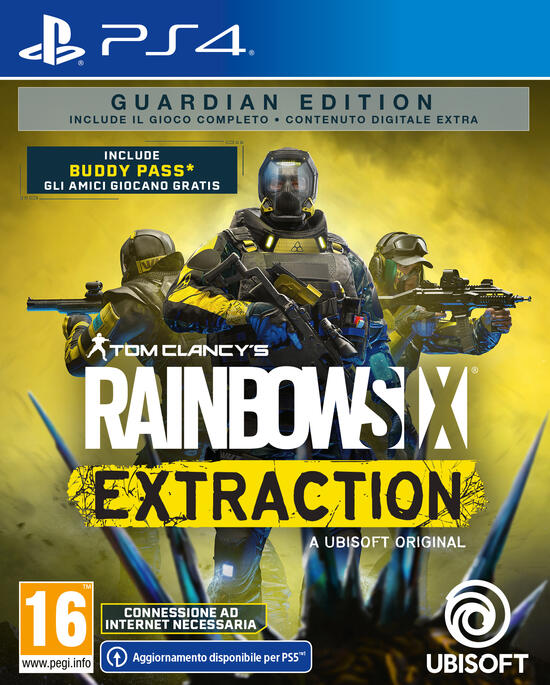 PS4
GUARDIAN EDITION
INCLUDE IL GIOCO COMPLETO • CONTENUTO DIGITALE EXTRA
INCLUDE
BUDDY PASS*
GLI AMICI GIOCANO GRATIS
TOM CLANCY'S
RAINBOW SIX®
EXTRACTION
A UBISOFT ORIGINAL
16™
www.pegi.info
CONNESSIONE AD
INTERNET NECESSARIA
Aggiornamento disponibile per PS5
UBISOFT